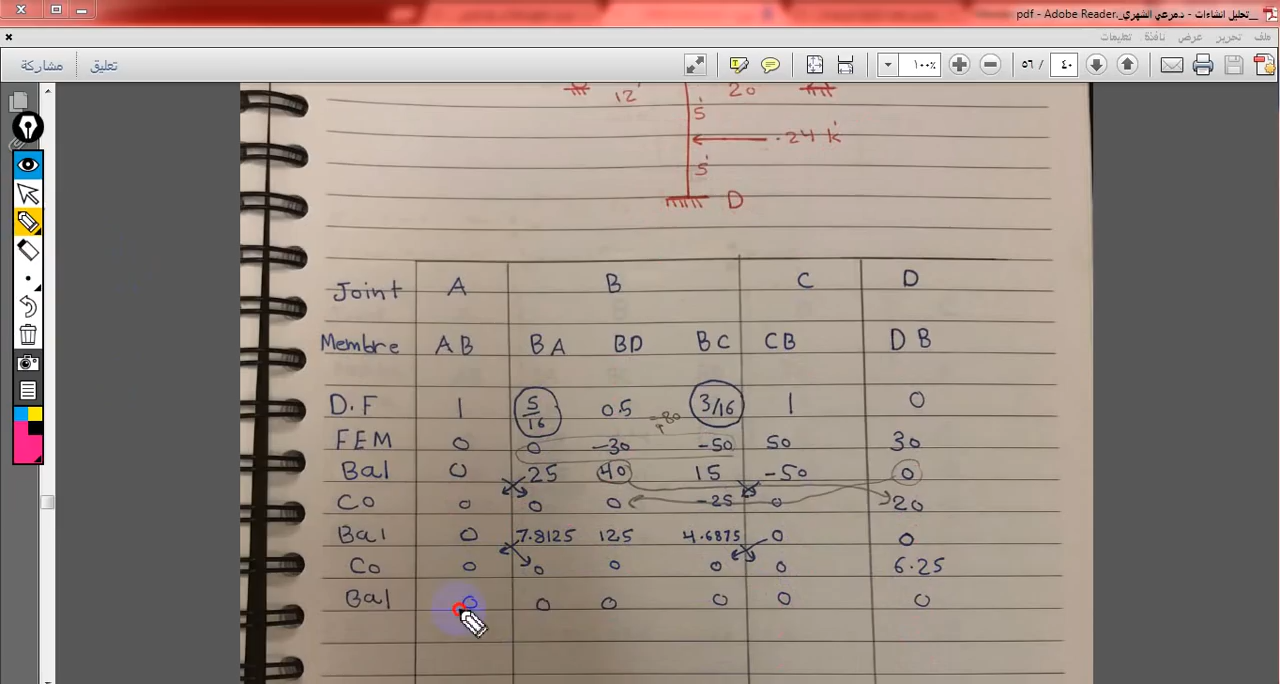 __تحليل انشاءات - د.مرعي الشهري_.pdf - Adobe Reader
ملف تحرير عرض نافذة تعليمات
مشاركة تعليق ١٠٠% ٥٦ / ٤٠
12' 20
5'
24 k
5'
D
Joint A B C D
Membre AB BA BD BC CB DB
D.F 1 5/16 0.5 3/16 1 0
-80
FEM 0 0 -30 -50 50 30
Bal 0 25 40 15 -50 0
Co 0 0 0 -25 0 20
Bal 0 7.8125 125 4.6875 0 0
Co 0 0 0 0 0 6.25
Bal 0 0 0 0 0 0